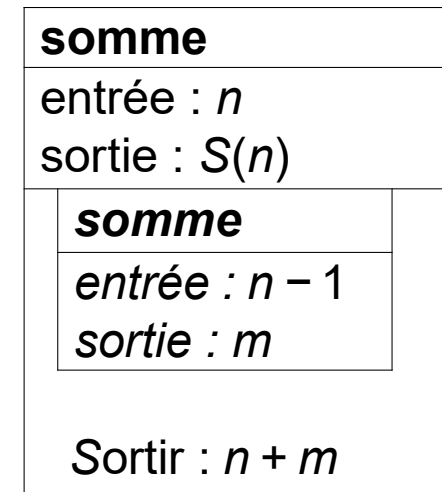 somme
entrée : n
sortie : S(n)
somme
entrée : n − 1
sortie : m
Sortir : n + m